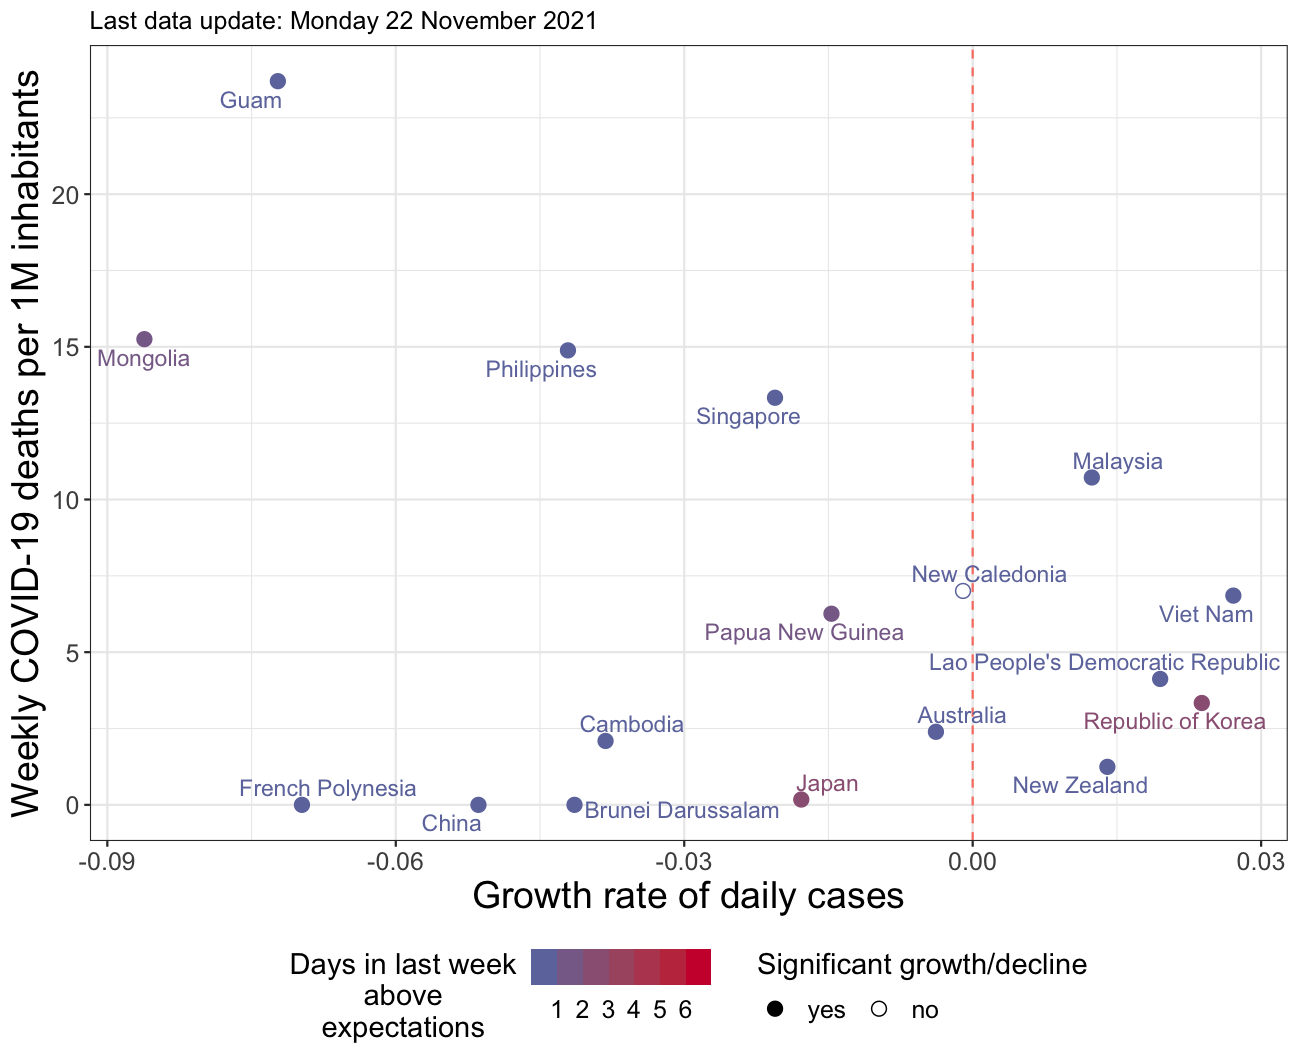 Last data update: Monday 22 November 2021
Weekly COVID-19 deaths per 1M inhabitants
20
15
10
5
0
Guam
Mongolia
Philippines
Singapore
Malaysia
New Caledonia
Viet Nam
Papua New Guinea
Lao People's Democratic Republic
Republic of Korea
Australia
Cambodia
New Zealand
Japan
French Polynesia
Brunei Darussalam
China
-0.09 -0.06 -0.03 0.00 0.03
Growth rate of daily cases
Days in last week
above
expectations
1 2 3 4 5 6
Significant growth/decline
yes no